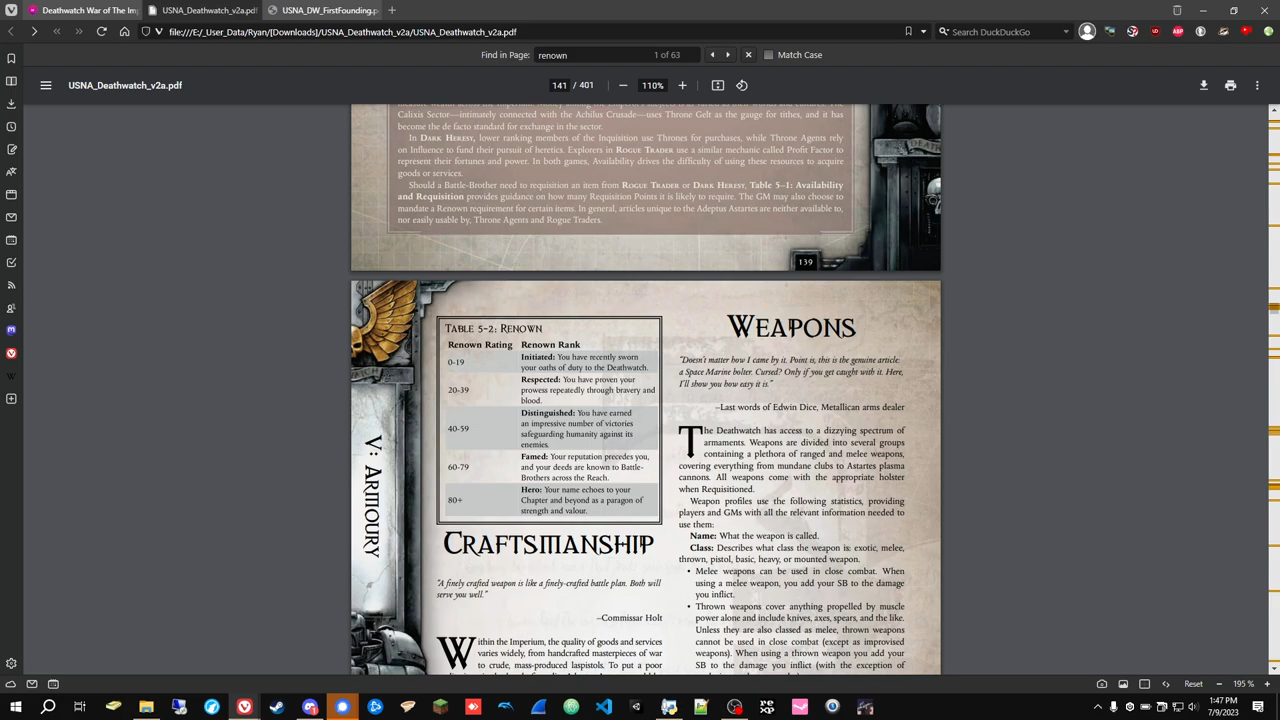 Deathwatch War of The Imp
USNA_Deathwatch_v2a.pdf
USNA_DW_FirstFounding.p
file:///E/_User_Data/Ryan/[Downloads]/USNA_Deathwatch_v2a/USNA_Deathwatch_v2a.pdf
Search DuckDuckGo
Find in Page:
renown
1 of 63
Match Case
USNA_Deathwatch_v2a.pdf
141 / 401
110%
Calixis Sector—intimately connected with the Achilus Crusade—uses Throne Gelt as the gauge for tithes, and it has
become the de facto standard for exchange in the sector.
In Dark Heresy, lower ranking members of the Inquisition use Thrones for purchases, while Throne Agents rely
on Influence to fund their pursuit of heretics. Explorers in Rogue Trader use a similar mechanic called Profit Factor to
represent their fortunes and power. In both games, Availability drives the difficulty of using these resources to acquire
goods or services.
Should a Battle-Brother need to requisition an item from Rogue Trader or Dark Heresy, Table 5–1: Availability
and Requisition provides guidance on how many Requisition Points it is likely to require. The GM may also choose to
mandate a Renown requirement for certain items. In general, articles unique to the Adeptus Astartes are neither available to,
nor easily usable by, Throne Agents and Rogue Traders.
139
V: Armoury
Table 5-2: Renown
Renown Rating Renown Rank
0-19
Initiated: You have recently sworn
your oaths of duty to the Deathwatch.
20-39
Respected: You have proven your
prowess repeatedly through bravery and
blood.
40-59
Distinguished: You have earned
an impressive number of victories
safeguarding humanity against its
enemies.
60-79
Famed: Your reputation precedes you,
and your deeds are known to Battle-
Brothers across the Reach.
80+
Hero: Your name echoes to your
Chapter and beyond as a paragon of
strength and valour.
Craftsmanship
"A finely crafted weapon is like a finely-crafted battle plan. Both will
serve you well."
–Commissar Holt
Within the Imperium, the quality of goods and services
varies widely, from handcrafted masterpieces of war
to crude, mass-produced laspistols. To put a poor
Weapons
"Doesn't matter how I came by it. Point is, this is the genuine article:
a Space Marine bolter. Cursed? Only if you get caught with it. Here,
I'll show you how easy it is."
–Last words of Edwin Dice, Metallican arms dealer
The Deathwatch has access to a dizzying spectrum of
armaments. Weapons are divided into several groups
containing a plethora of ranged and melee weapons,
covering everything from mundane clubs to Astartes plasma
cannons. All weapons come with the appropriate holster
when Requisitioned.
Weapon profiles use the following statistics, providing
players and GMs with all the relevant information needed to
use them:
Name: What the weapon is called.
Class: Describes what class the weapon is: exotic, melee,
thrown, pistol, basic, heavy, or mounted weapon.
• Melee weapons can be used in close combat. When
using a melee weapon, you add your SB to the damage
you inflict.
• Thrown weapons cover anything propelled by muscle
power alone and include knives, axes, spears, and the like.
Unless they are also classed as melee, thrown weapons
cannot be used in close combat (except as improvised
weapons). When using a thrown weapon you add your
SB to the damage you inflict (with the exception of
Reset
195 %
1:47 PM
7/9/2023